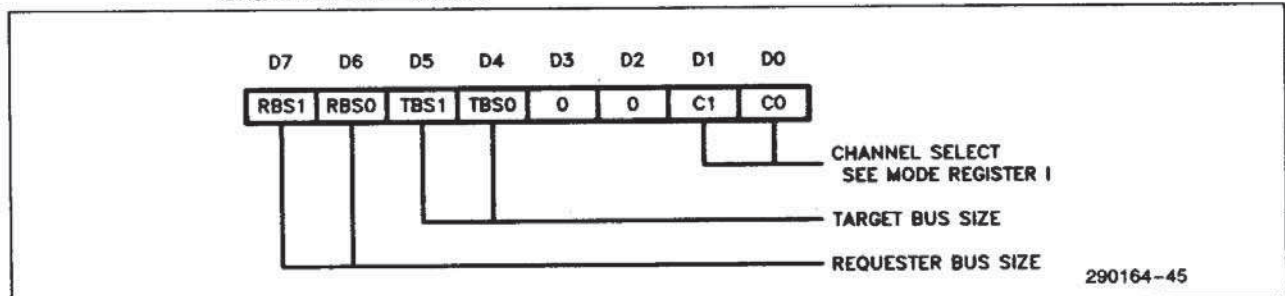 D7 D6 D5 D4 D3 D2 D1 D0
RBS1 RBS0 TBS1 TBS0 0 0 C1 C0
CHANNEL SELECT
SEE MODE REGISTER I
TARGET BUS SIZE
REQUESTER BUS SIZE
290164-45